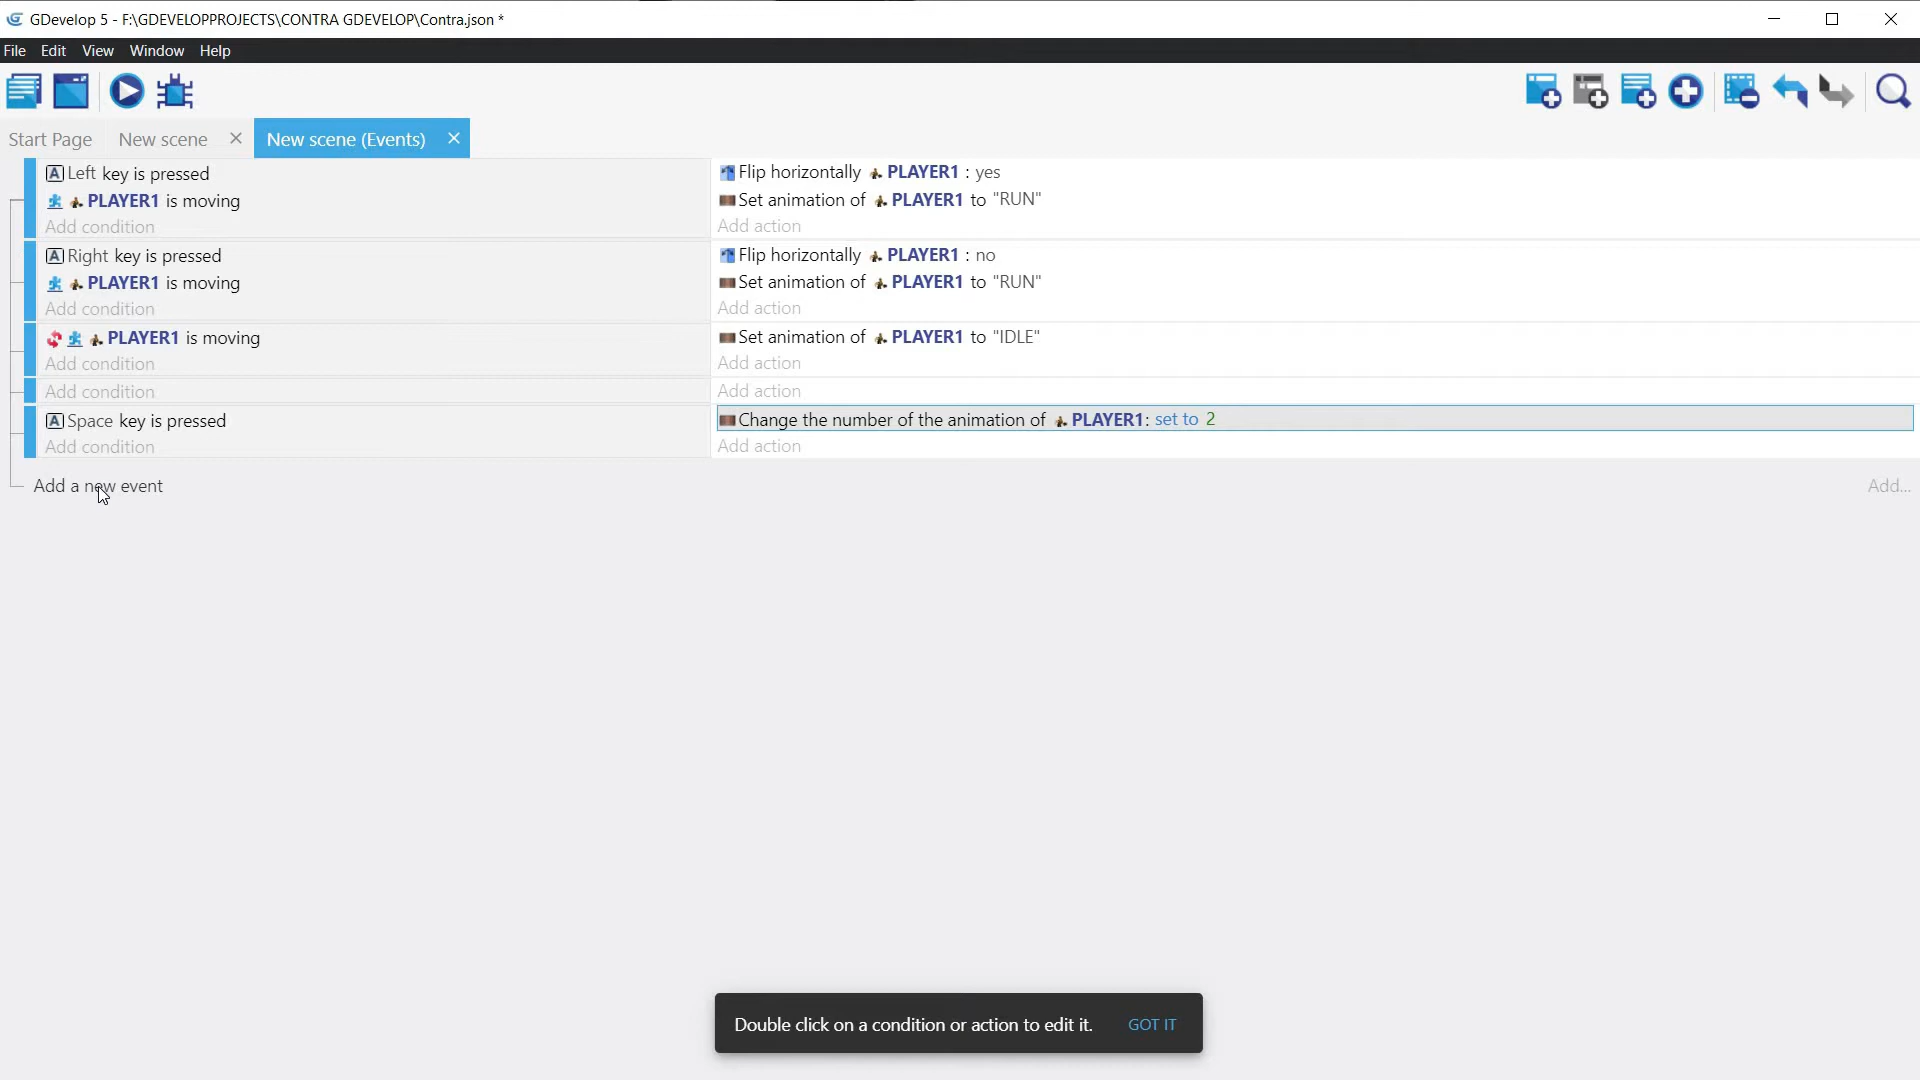 GDevelop 5 - F:\GDEVELOPPROJECTS\CONTRA GDEVELOP\Contra.json *
File Edit View Window Help
Start Page New scene New scene (Events)
A Left key is pressed
Flip horizontally PLAYER1 : yes
PLAYER1 is moving
Set animation of PLAYER1 to "RUN"
Add condition
Add action
A Right key is pressed
Flip horizontally PLAYER1 : no
PLAYER1 is moving
Set animation of PLAYER1 to "RUN"
Add condition
Add action
PLAYER1 is moving
Set animation of PLAYER1 to "IDLE"
Add condition
Add action
Add condition
Add action
A Space key is pressed
Change the number of the animation of PLAYER1: set to 2
Add condition
Add action
Add a new event
Add...
Double click on a condition or action to edit it. GOT IT